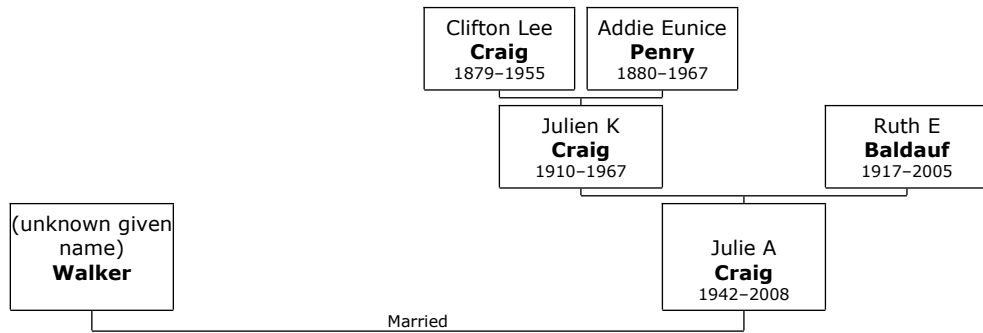 Clifton Lee
Craig
1879–1955
Addie Eunice
Penry
1880–1967
Julien K
Craig
1910–1967
Ruth E
Baldauf
1917–2005
(unknown given
name)
Walker
Julie A
Craig
1942–2008
Married